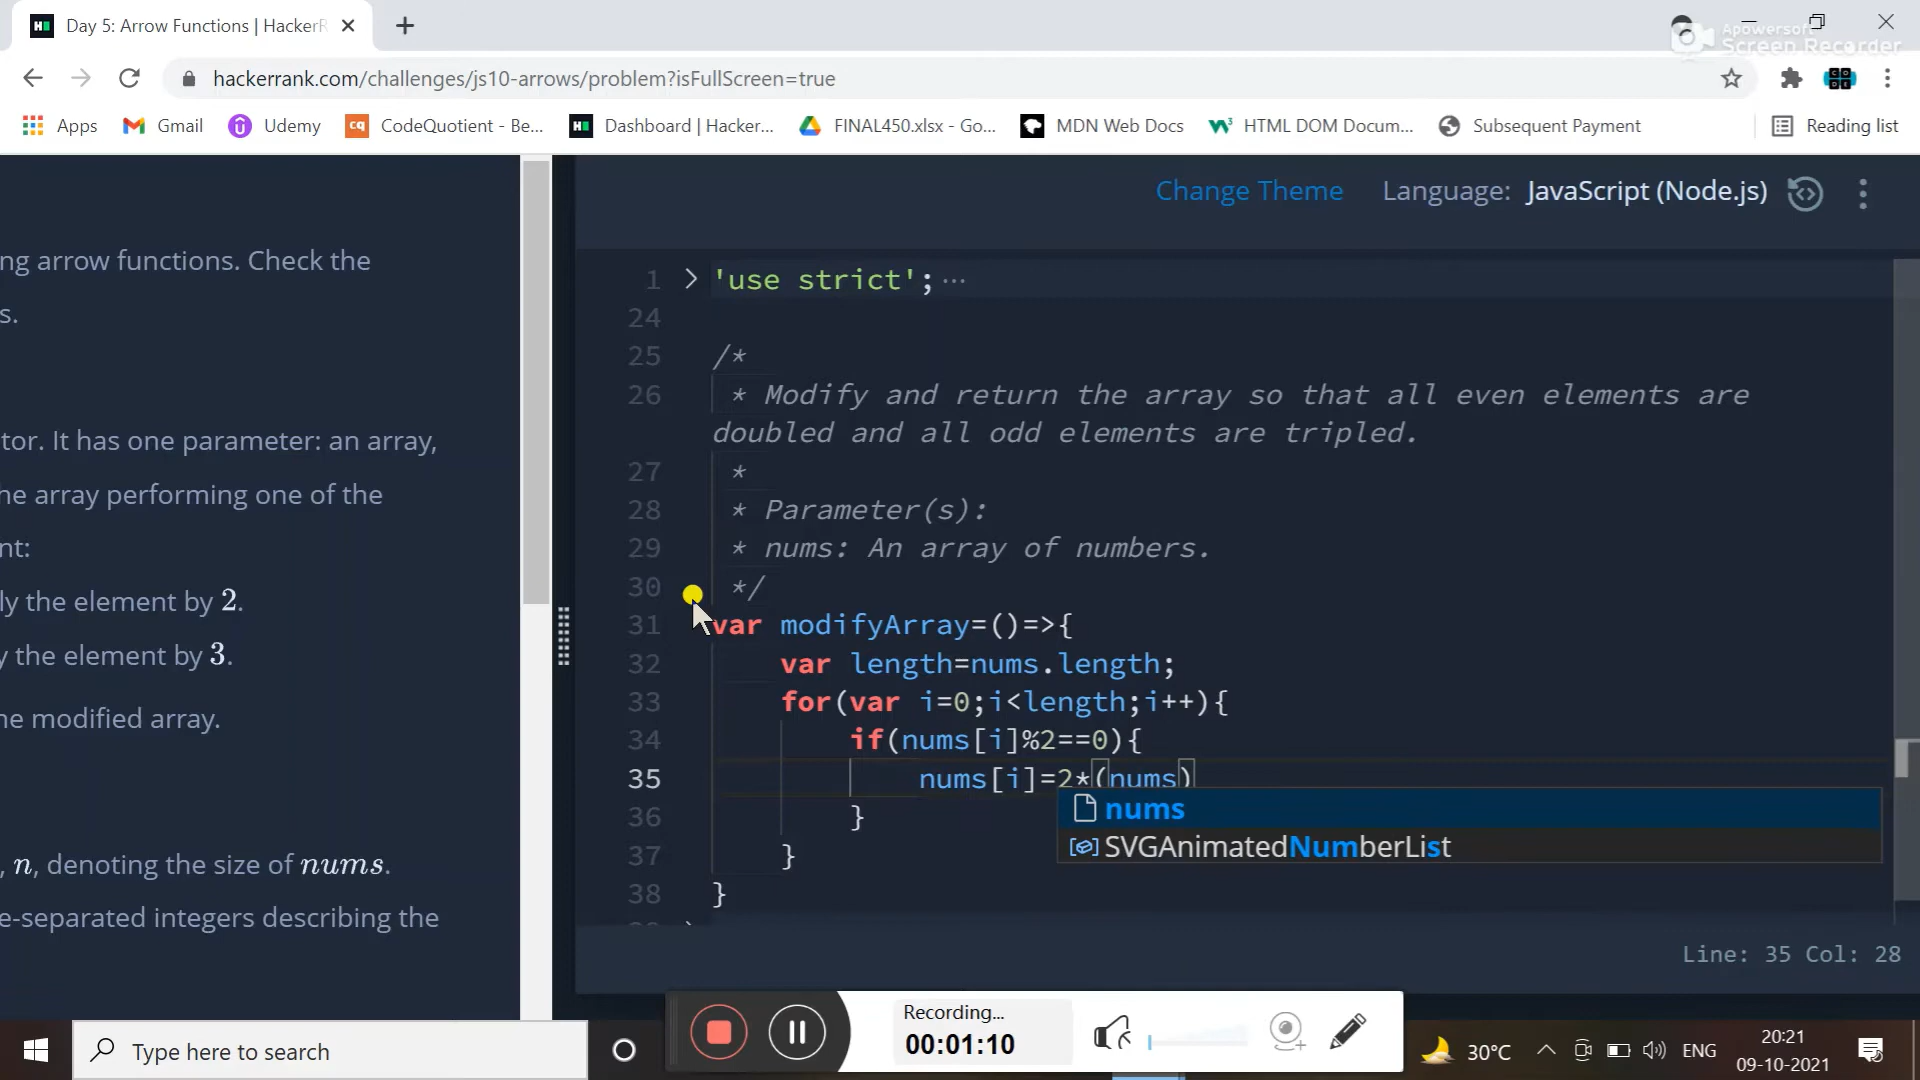 Day 5: Arrow Functions | HackerR
Apowersoft
Screen Recorder
hackerrank.com/challenges/js10-arrows/problem?isFullScreen=true
Apps
Gmail
Udemy
CodeQuotient - Be...
Dashboard | Hacker...
FINAL450.xlsx - Go...
MDN Web Docs
HTML DOM Docum...
Subsequent Payment
Reading list
ng arrow functions. Check the
s.
tor. It has one parameter: an array,
he array performing one of the
nt:
ly the element by 2.
y the element by 3.
he modified array.
, n, denoting the size of nums.
e-separated integers describing the
Change Theme
Language: JavaScript (Node.js)
1 'use strict'; ...
24
25 /*
26 * Modify and return the array so that all even elements are
doubled and all odd elements are tripled.
27 *
28 * Parameter(s):
29 * nums: An array of numbers.
30 */
31 var modifyArray=()=>{
32 var length=nums.length;
33 for(var i=0;i<length;i++){
34 if(nums[i]%2==0){
35 nums[i]=2*(nums)
36 }
37 }
38 }
nums
SVGAnimatedNumberList
Line: 35 Col: 28
Recording...
00:01:10
Type here to search
30°C
ENG
20:21
09-10-2021